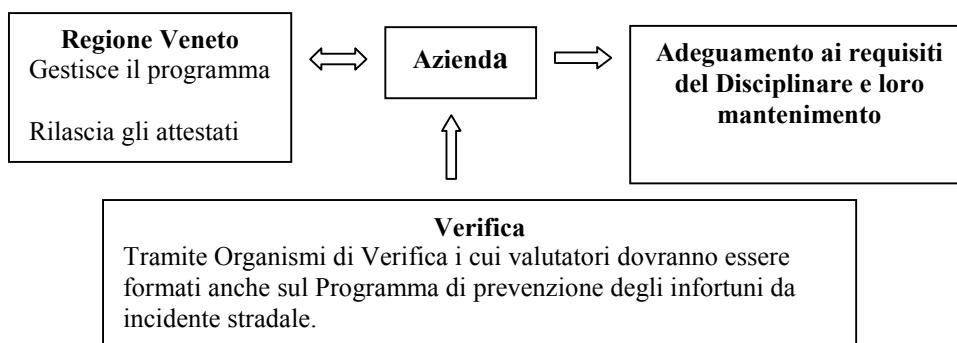 Regione Veneto
Gestisce il programma
Rilascia gli attestati
Azienda
Adeguamento ai requisiti
del Disciplinare e loro
mantenimento
Verifica
Tramite Organismi di Verifica i cui valutatori dovranno essere
formati anche sul Programma di prevenzione degli infortuni da
incidente stradale.